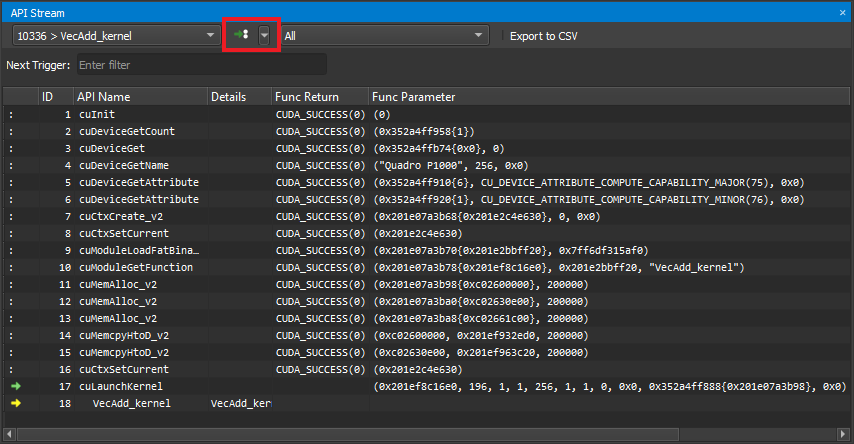 API Stream
10336 > VecAdd_kernel All Export to CSV
Next Trigger: Enter filter
ID API Name Details Func Return Func Parameter
: 1 cuInit CUDA_SUCCESS(0) (0)
: 2 cuDeviceGetCount CUDA_SUCCESS(0) (0x352a4ff958{1})
: 3 cuDeviceGet CUDA_SUCCESS(0) (0x352a4ffb74{0x0}, 0)
: 4 cuDeviceGetName CUDA_SUCCESS(0) ("Quadro P1000", 256, 0x0)
: 5 cuDeviceGetAttribute CUDA_SUCCESS(0) (0x352a4ff910{6}, CU_DEVICE_ATTRIBUTE_COMPUTE_CAPABILITY_MAJOR(75), 0x0)
: 6 cuDeviceGetAttribute CUDA_SUCCESS(0) (0x352a4ff920{1}, CU_DEVICE_ATTRIBUTE_COMPUTE_CAPABILITY_MINOR(76), 0x0)
: 7 cuCtxCreate_v2 CUDA_SUCCESS(0) (0x201e07a3b68{0x201e2c4e630}, 0, 0x0)
: 8 cuCtxSetCurrent CUDA_SUCCESS(0) (0x201e2c4e630)
: 9 cuModuleLoadFatBina... CUDA_SUCCESS(0) (0x201e07a3b70{0x201e2bbff20}, 0x7ff6df315af0)
: 10 cuModuleGetFunction CUDA_SUCCESS(0) (0x201e07a3b78{0x201ef8c16e0}, 0x201e2bbff20, "VecAdd_kernel")
: 11 cuMemAlloc_v2 CUDA_SUCCESS(0) (0x201e07a3b98{0xc02600000}, 200000)
: 12 cuMemAlloc_v2 CUDA_SUCCESS(0) (0x201e07a3ba0{0xc02630e00}, 200000)
: 13 cuMemAlloc_v2 CUDA_SUCCESS(0) (0x201e07a3ba8{0xc02661c00}, 200000)
: 14 cuMemcpyHtoD_v2 CUDA_SUCCESS(0) (0xc02600000, 0x201ef932ed0, 200000)
: 15 cuMemcpyHtoD_v2 CUDA_SUCCESS(0) (0xc02630e00, 0x201ef963c20, 200000)
: 16 cuCtxSetCurrent CUDA_SUCCESS(0) (0x201e2c4e630)
17 cuLaunchKernel (0x201ef8c16e0, 196, 1, 1, 256, 1, 1, 0, 0x0, 0x352a4ff888{0x201e07a3b98}, 0x0)
18 VecAdd_kernel VecAdd_ker